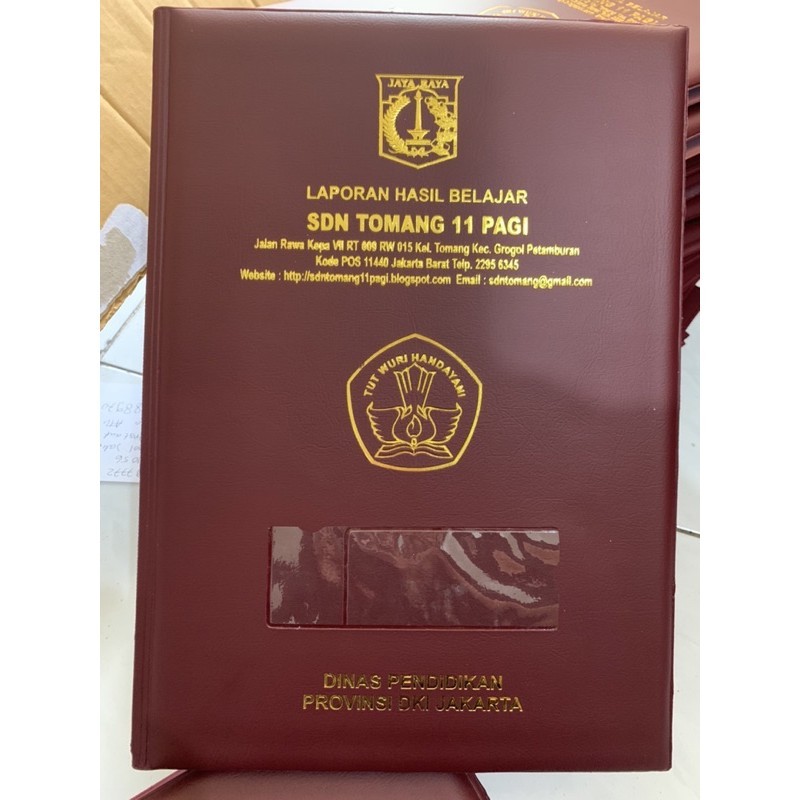 JAYA RAYA
LAPORAN HASIL BELAJAR
SDN TOMANG 11 PAGI
Jalan Rawa Kepa VII RT 009 RW 015 Kel. Tomang Kec. Grogol Petamburan
Kode POS 11440 Jakarta Barat Telp. 2295 6345
Website : http://sdntomang11pagi.blogspot.com Email : sdntomang@gmail.com
TUT WURI HANDAYANI
DINAS PENDIDIKAN
PROVINSI DKI JAKARTA